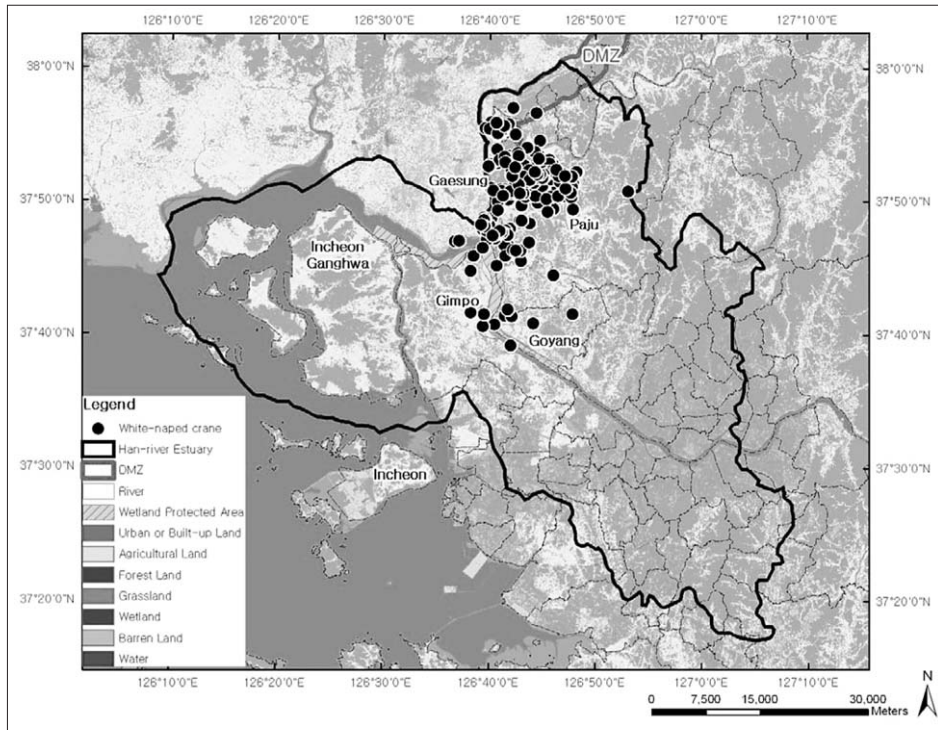 126°10'0"E 126°20'0"E 126°30'0"E 126°40'0"E 126°50'0"E 127°0'0"E 127°10'0"E
38°0'0"N
DMZ
38°0'0"N
Gaesung
37°50'0"N
37°50'0"N
Paju
Incheon
Ganghwa
Gimpo
37°40'0"N
Goyang
37°40'0"N
Legend
White-naped crane
Han-river Estuary
DMZ
River
Wetland Protected Area
Urban or Built-up Land
Agricultural Land
Forest Land
Grassland
Wetland
Barren Land
Water
Incheon
37°30'0"N
37°30'0"N
37°20'0"N
37°20'0"N
126°10'0"E 126°20'0"E 126°30'0"E 126°40'0"E 126°50'0"E 127°0'0"E 127°10'0"E
N
0 7,500 15,000 30,000
Meters